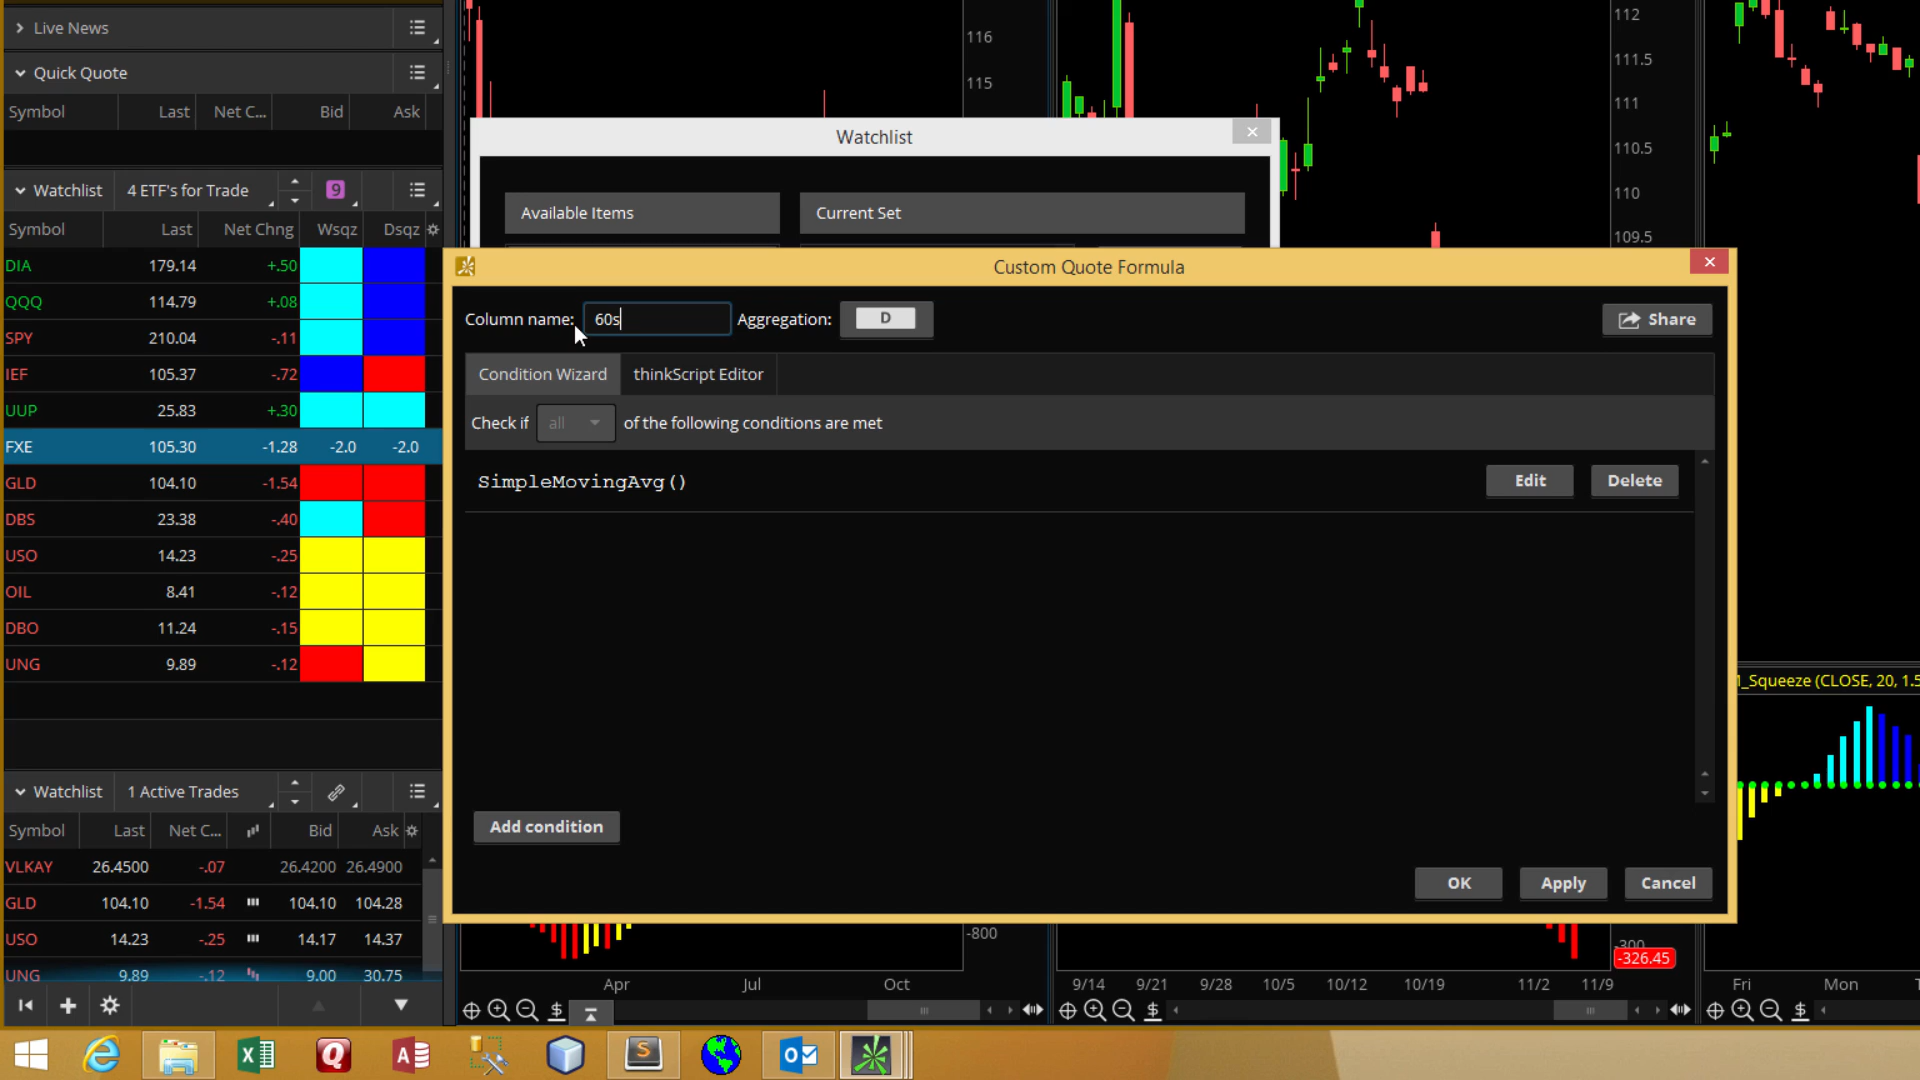 Long News
Quick Quote
Symbol Last Net C... Bid Ask
Watchlist 4 ETF's for Trade 9
Symbol Last Net Chng Wsqz Dsqz
DIA 179.14 +.50
QQQ 114.79 +.08
SPY 210.04 -.11
IEF 105.37 -.72
UUP 25.83 +.30
FXE 105.30 -1.28 -2.0 -2.0
GLD 104.10 -1.54
DBS 23.38 -.40
USO 14.23 -.25
OIL 8.41 -.12
DBO 11.24 -.15
UNG 9.89 -.12
Watchlist 1 Active Trades
Symbol Last Net C... Bid Ask
VLKAY 26.4500 -.07 26.4200 26.4900
GLD 104.10 -1.54 104.10 104.28
USO 14.23 -.25 14.17 14.37
UNG 9.89 -.12 9.00 30.75
116
115
112
111.5
111
110.5
110
109.5
Watchlist
Available Items
Current Set
Custom Quote Formula
Column name: 60s Aggregation: D
Share
Condition Wizard thinkScript Editor
Check if all of the following conditions are met
SimpleMovingAvg()
Edit Delete
Add condition
OK Apply Cancel
_Squeeze (CLOSE, 20, 1.5
-800
-300
-326.45
Apr Jul Oct
9/14 9/21 9/28 10/5 10/12 10/19 11/2 11/9
Fri Mon